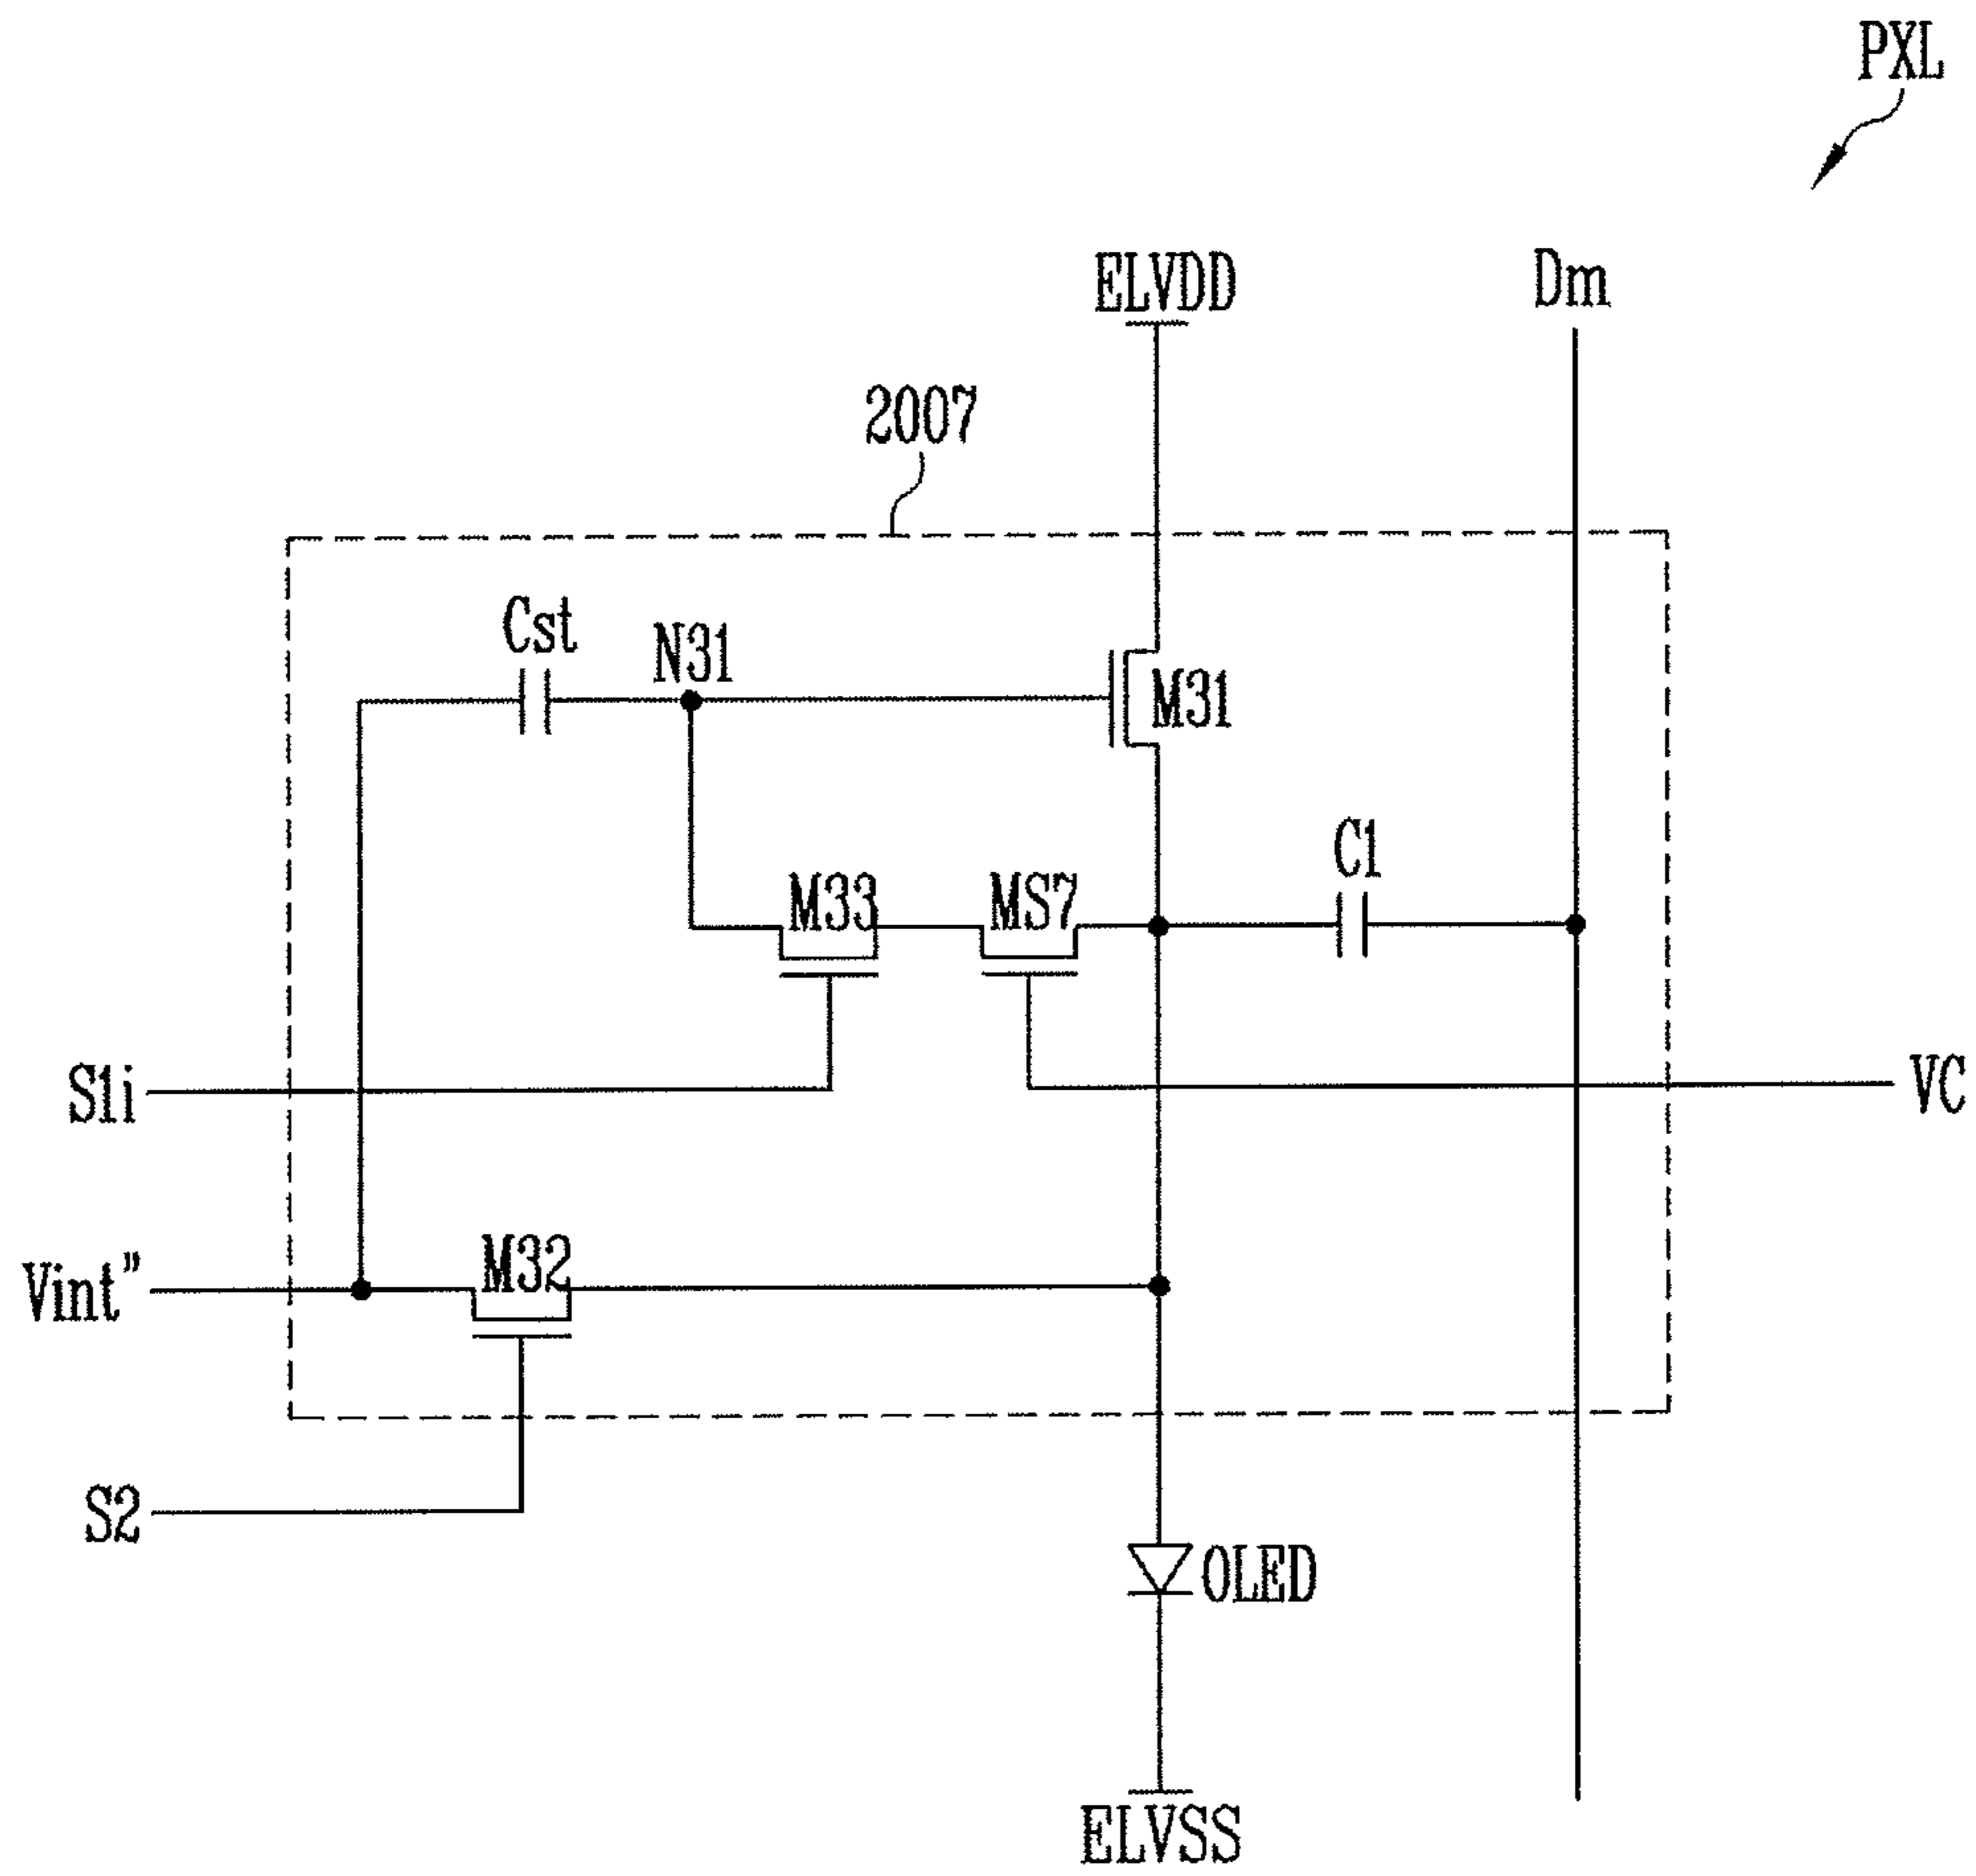 PXL
ELVDD
Dm
2007
Cst
N31
M31
C1
M33
MS7
S1i
VC
Vint"
M32
S2
OLED
ELVSS